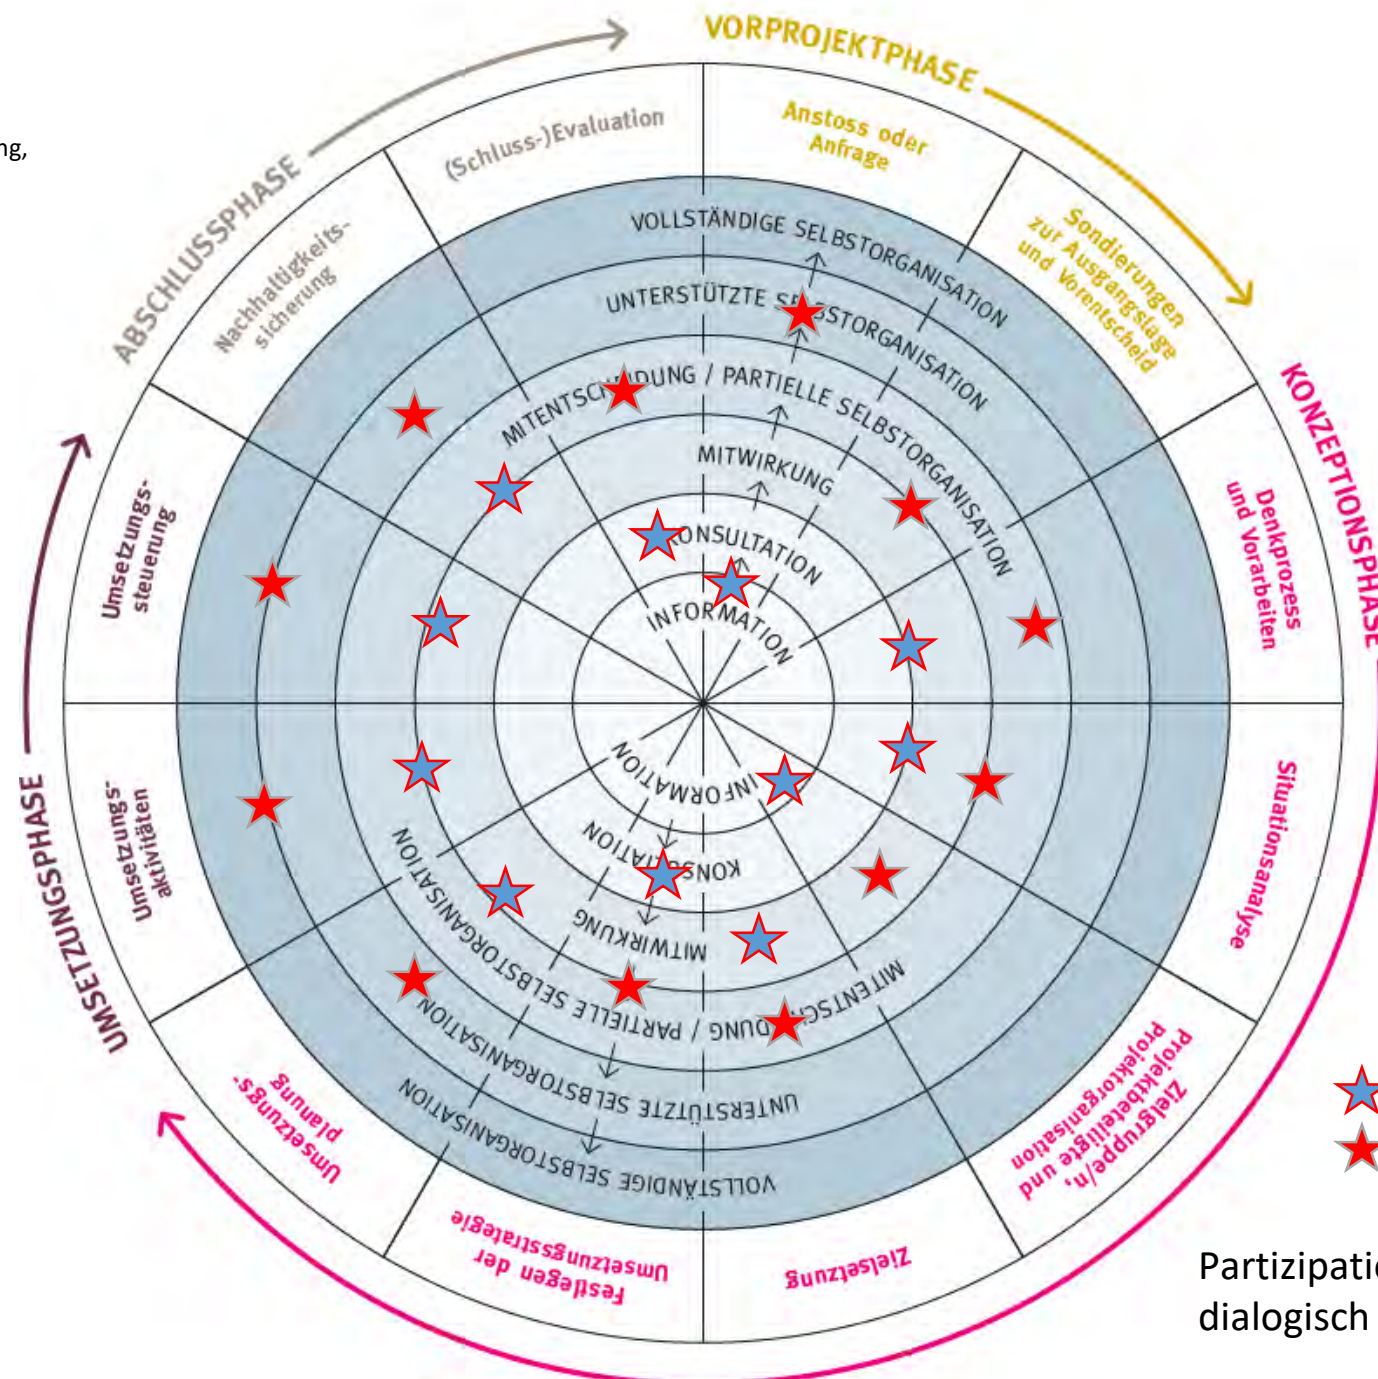 ng,
VORPROJEKTPHASE
KONZEPTIONSPHASE
UMSETZUNGSPHASE
ABSCHLUSSPHASE
Anstoss oder
Anfrage
Sondierungen
zur Ausgangslage
und Vorentscheid
Denkprozess
und Vorarbeiten
Situationsanalyse
Zielgruppe/n,
Projektbeteiligte und
Projektorganisation
Zielsetzung
Festlegen der
Umsetzungsstrategie
Umsetzungs-
planung
Umsetzungs-
aktivitäten
Umsetzungs-
steuerung
Nachhaltigkeits-
sicherung
(Schluss-)Evaluation
VOLLSTÄNDIGE SELBSTORGANISATION
UNTERSTÜTZTE SELBSTORGANISATION
MITENTSCHEIDUNG / PARTIELLE SELBSTORGANISATION
MITWIRKUNG
KONSULTATION
INFORMATION
INFORMATION
KONSULTATION
MITWIRKUNG
MITENTSCHEIDUNG / PARTIELLE SELBSTORGANISATION
UNTERSTÜTZTE SELBSTORGANISATION
VOLLSTÄNDIGE SELBSTORGANISATION
Partizipatio
dialogisch